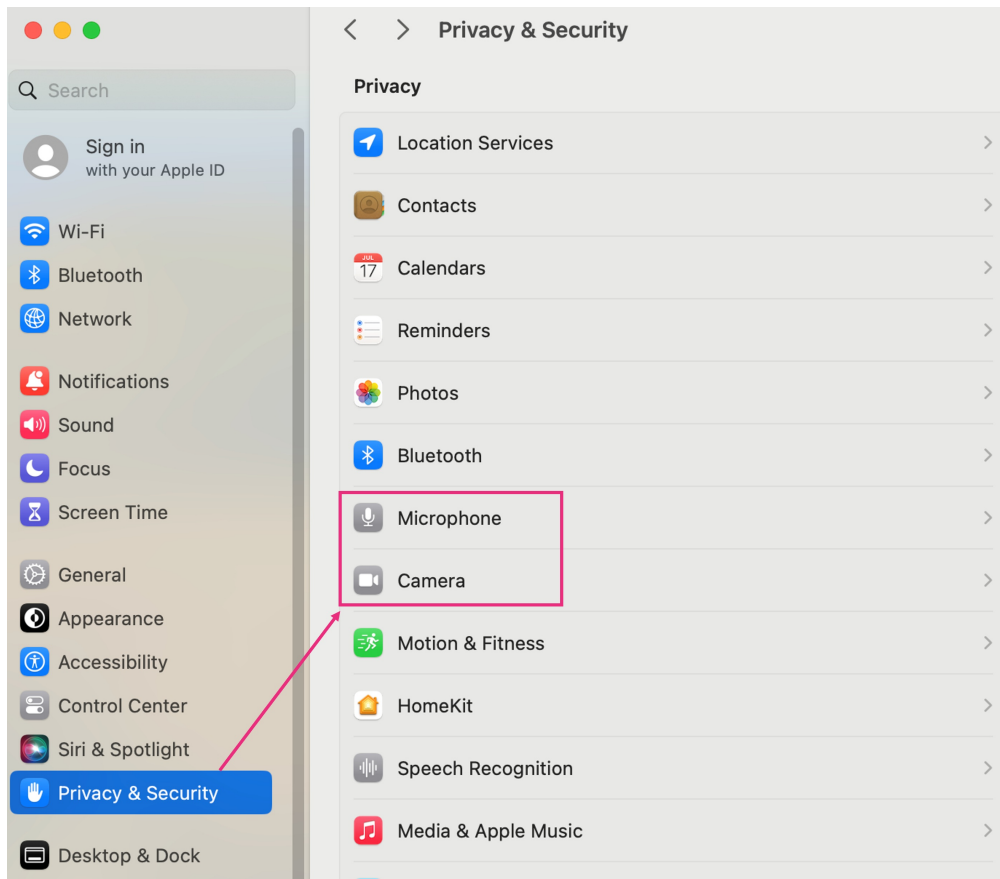 Search
Sign in
with your Apple ID
Wi-Fi
Bluetooth
Network
Notifications
Sound
Focus
Screen Time
General
Appearance
Accessibility
Control Center
Siri & Spotlight
Privacy & Security
Desktop & Dock
Privacy & Security
Privacy
Location Services
Contacts
JUL
17
Calendars
Reminders
Photos
Bluetooth
Microphone
Camera
Motion & Fitness
HomeKit
Speech Recognition
Media & Apple Music